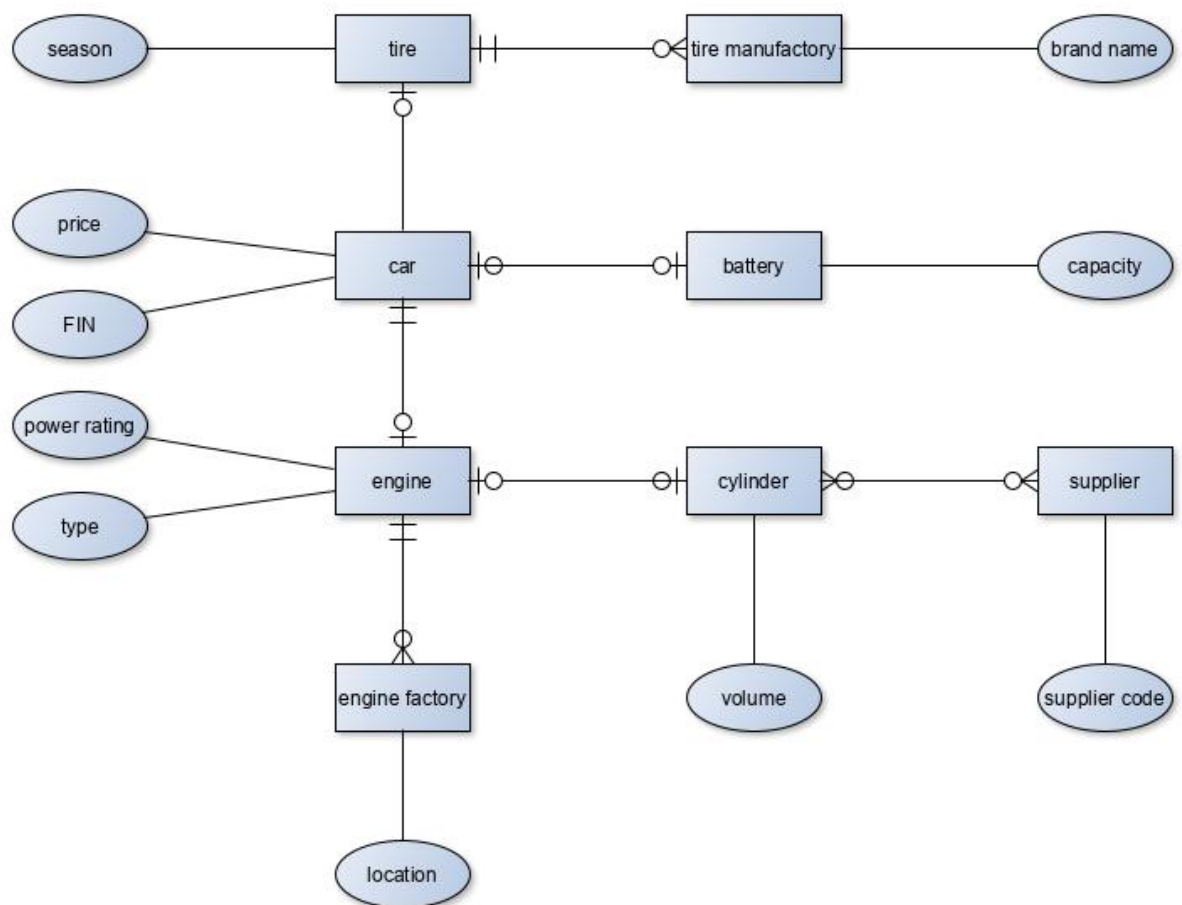 season
tire
tire manufactory
brand name
price
car
battery
capacity
FIN
power rating
engine
cylinder
supplier
type
engine factory
volume
supplier code
location